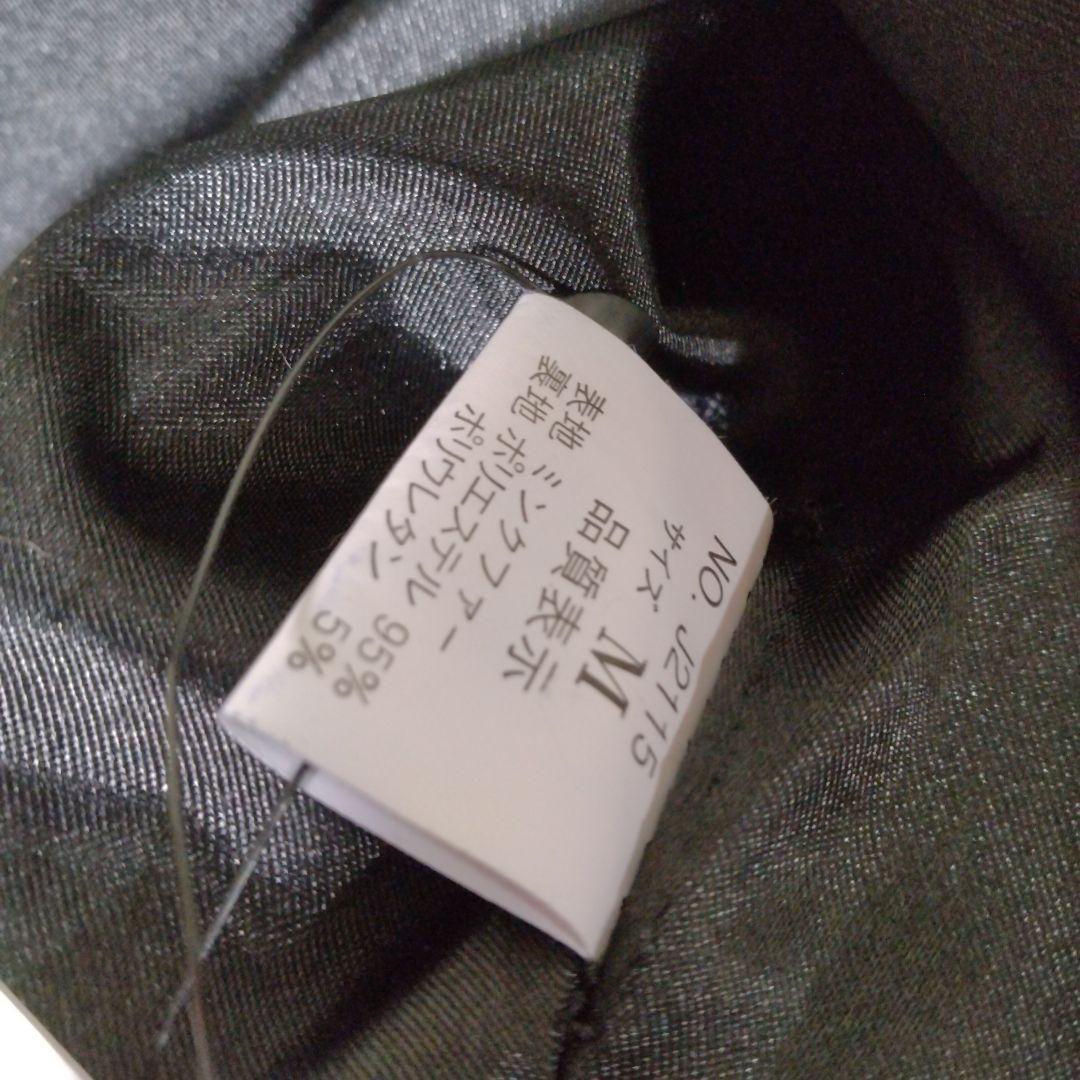 NO. J2115
サイズ M
品質表示
表地 ミンクファー
裏地 ポリエステル 95%
ポリウレタン 5%